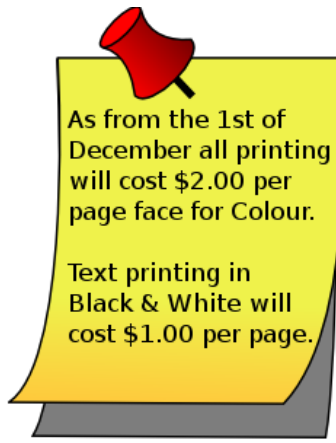 As from the 1st of
December all printing
will cost $2.00 per
page face for Colour.
Text printing in
Black & White will
cost $1.00 per page.